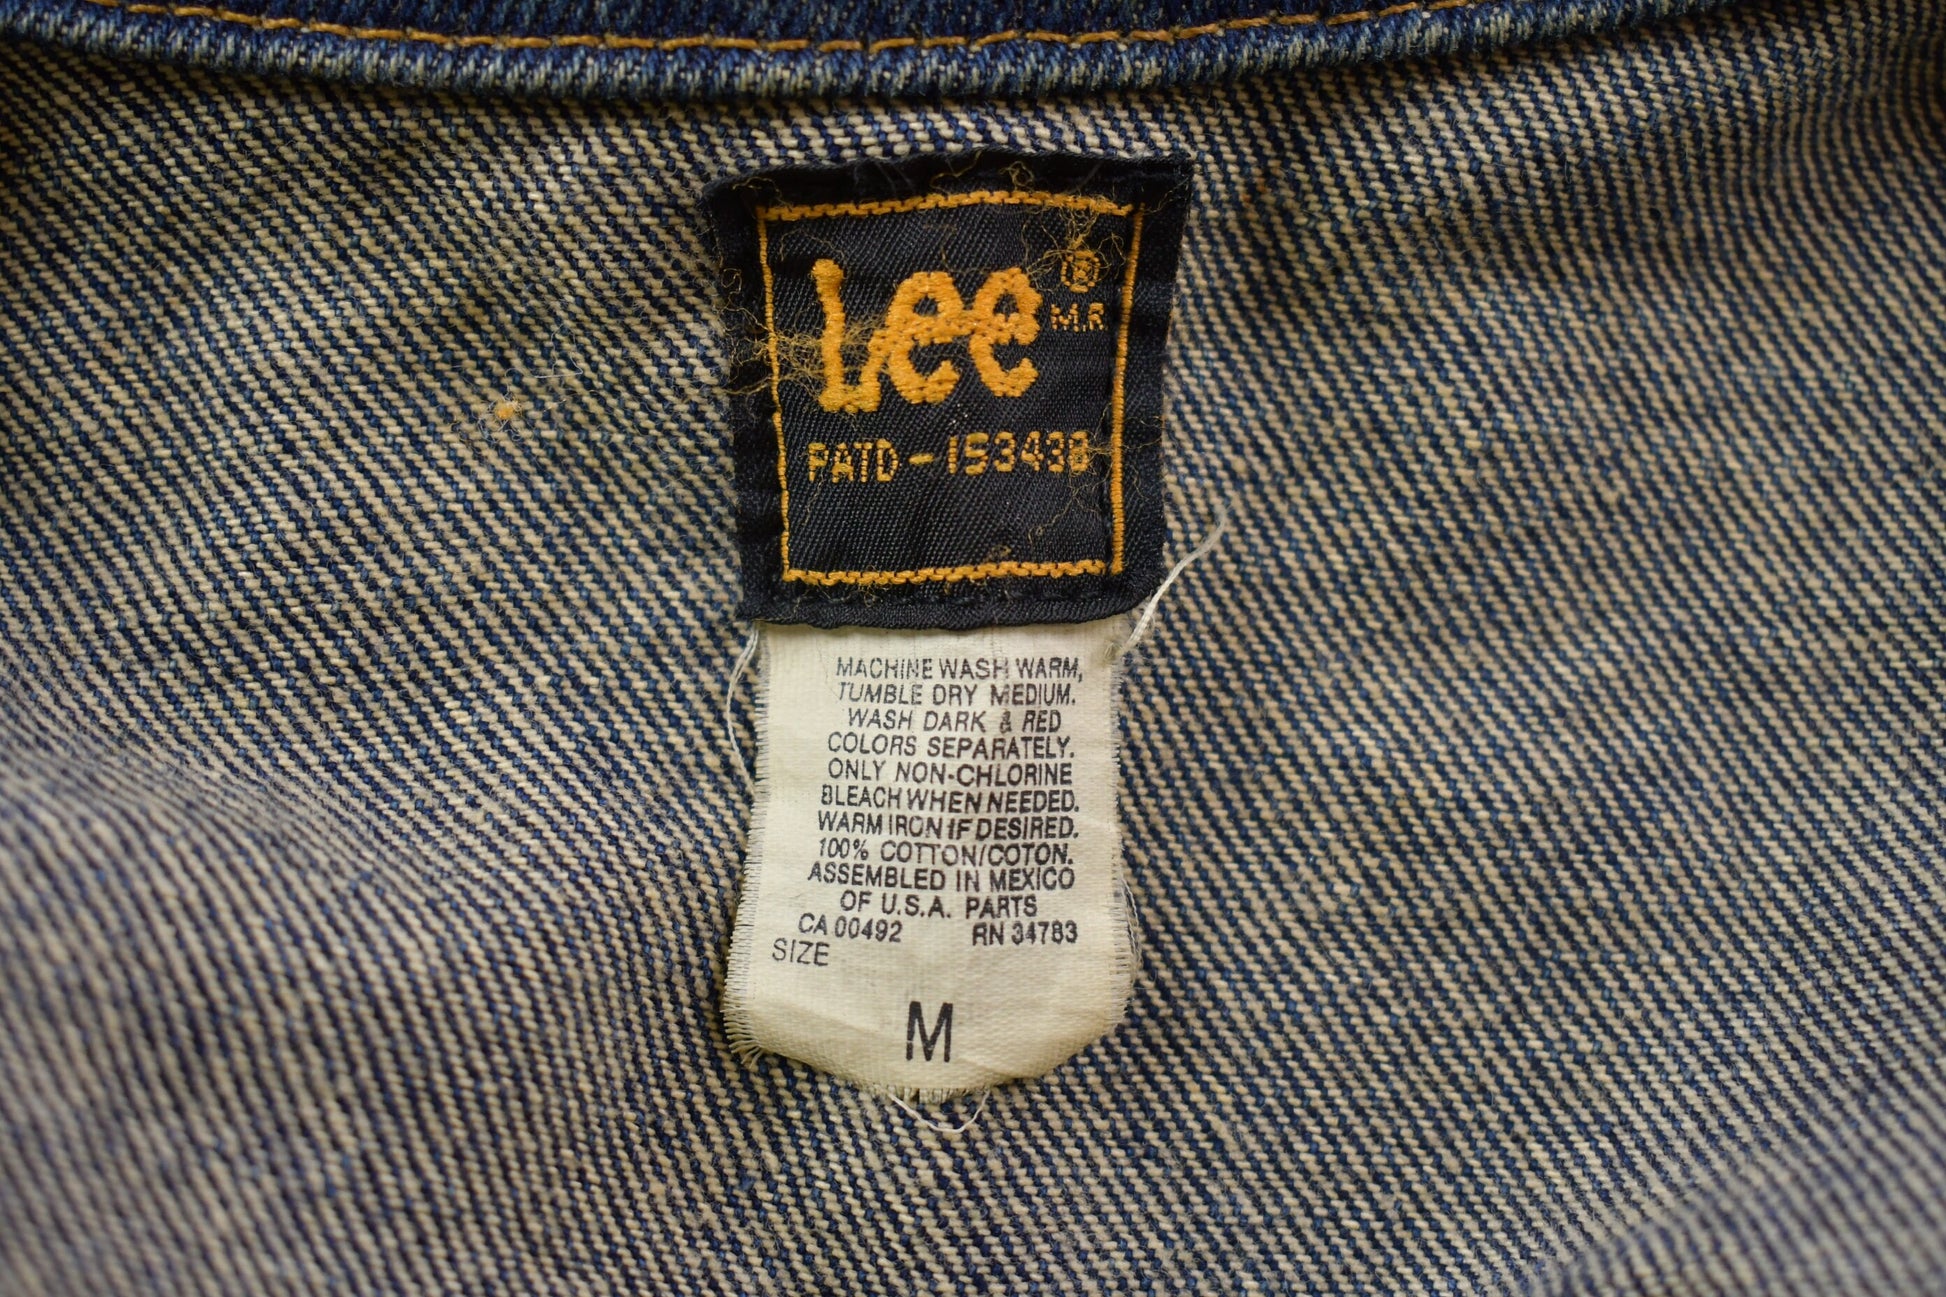 Lee ®
M.R
PATD-153438
MACHINE WASH WARM,
TUMBLE DRY MEDIUM.
WASH DARK & RED
COLORS SEPARATELY.
ONLY NON-CHLORINE
BLEACH WHEN NEEDED.
WARM IRON IF DESIRED.
100% COTTON/COTON.
ASSEMBLED IN MEXICO
OF U.S.A. PARTS
CA 00492 RN 34783
SIZE
M